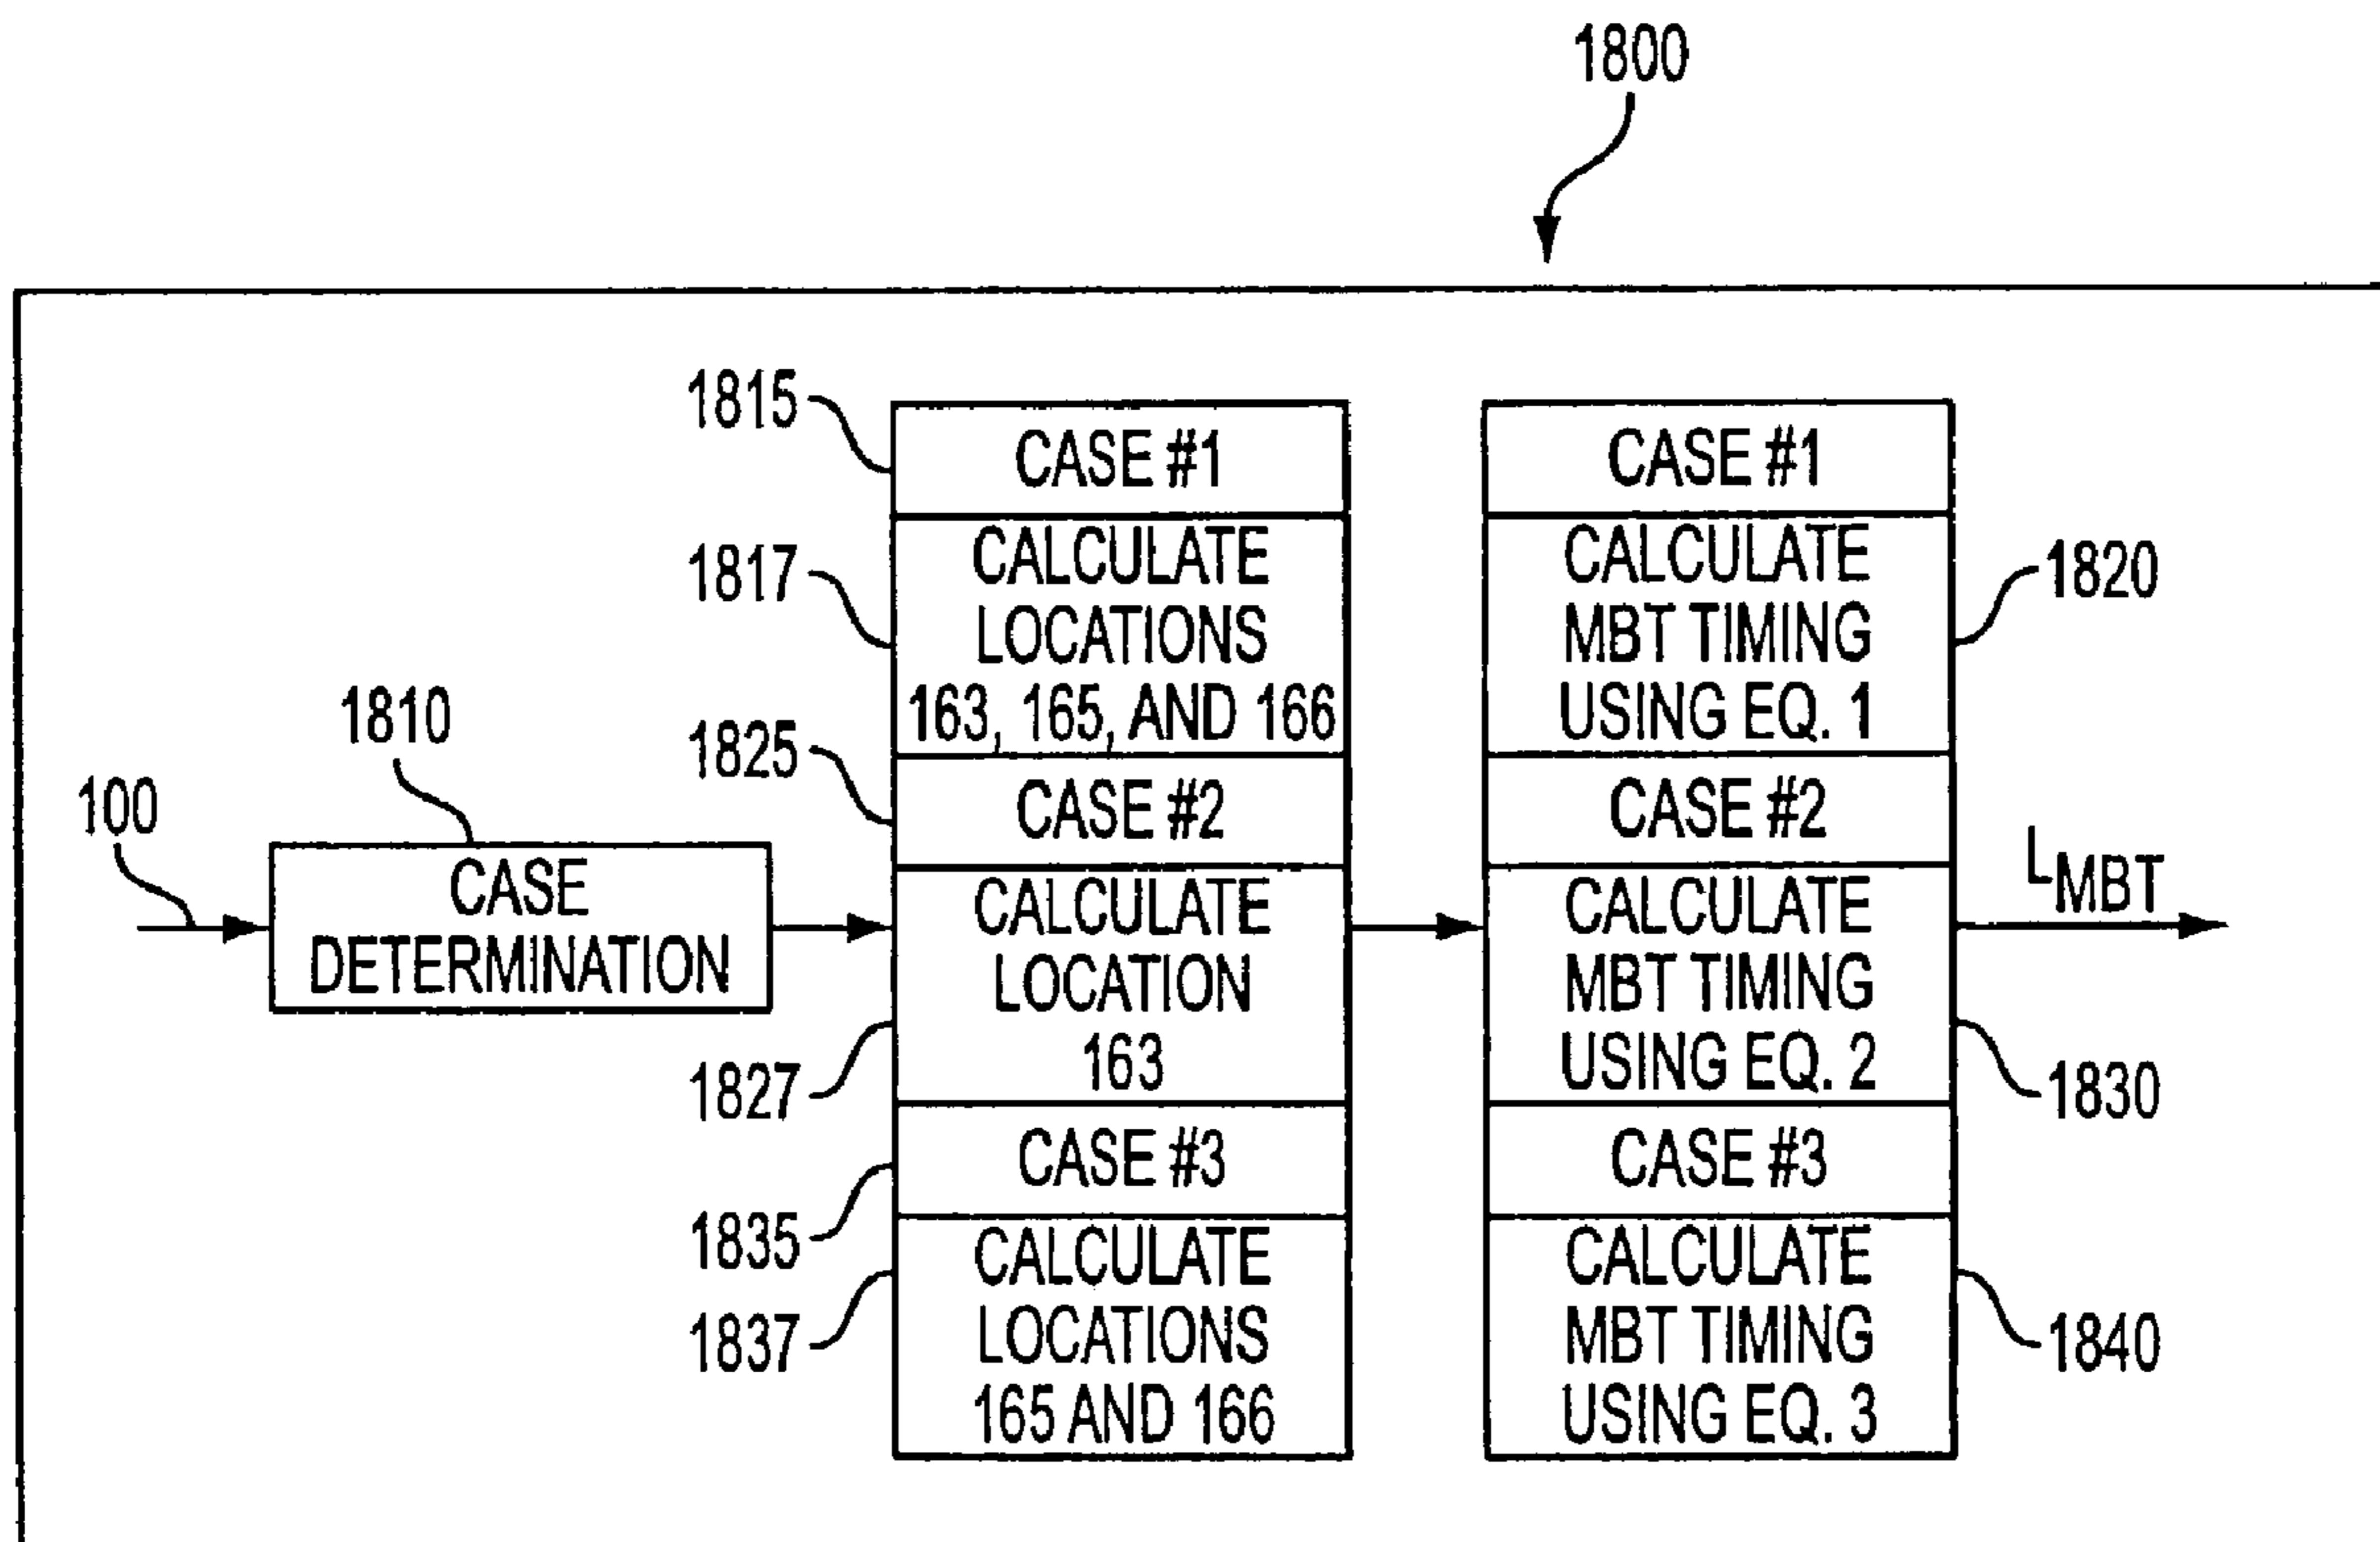 1800
1815
CASE #1
CASE #1
1817
CALCULATE
LOCATIONS
163, 165, AND 166
CALCULATE
MBT TIMING
USING EQ. 1
1820
1810
1825
CASE #2
CASE #2
100
CASE
DETERMINATION
CALCULATE
LOCATION
163
CALCULATE
MBT TIMING
USING EQ. 2
LMBT
1827
1830
CASE #3
CASE #3
1835
1837
CALCULATE
LOCATIONS
165 AND 166
CALCULATE
MBT TIMING
USING EQ. 3
1840